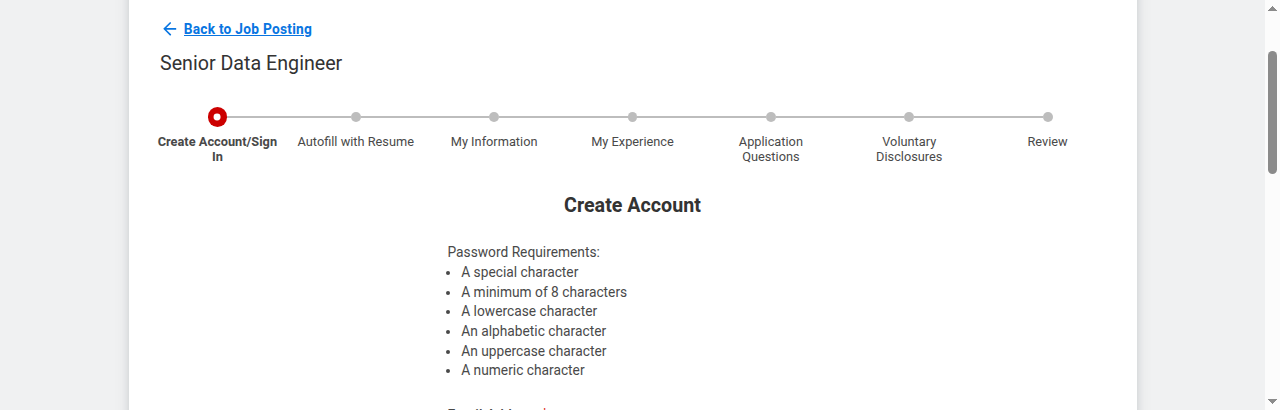 Back to Job Posting
Senior Data Engineer
Create Account/Sign In
Autofill with Resume
My Information
My Experience
Application Questions
Voluntary Disclosures
Review
Create Account
Password Requirements:
A special character
A minimum of 8 characters
A lowercase character
An alphabetic character
An uppercase character
A numeric character